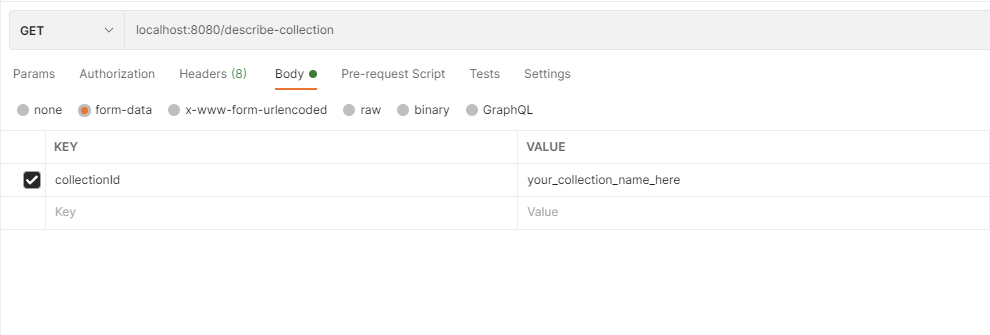 GET localhost:8080/describe-collection
Params Authorization Headers (8) Body Pre-request Script Tests Settings
none form-data x-www-form-urlencoded raw binary GraphQL
KEY VALUE
collectionId your_collection_name_here
Key Value